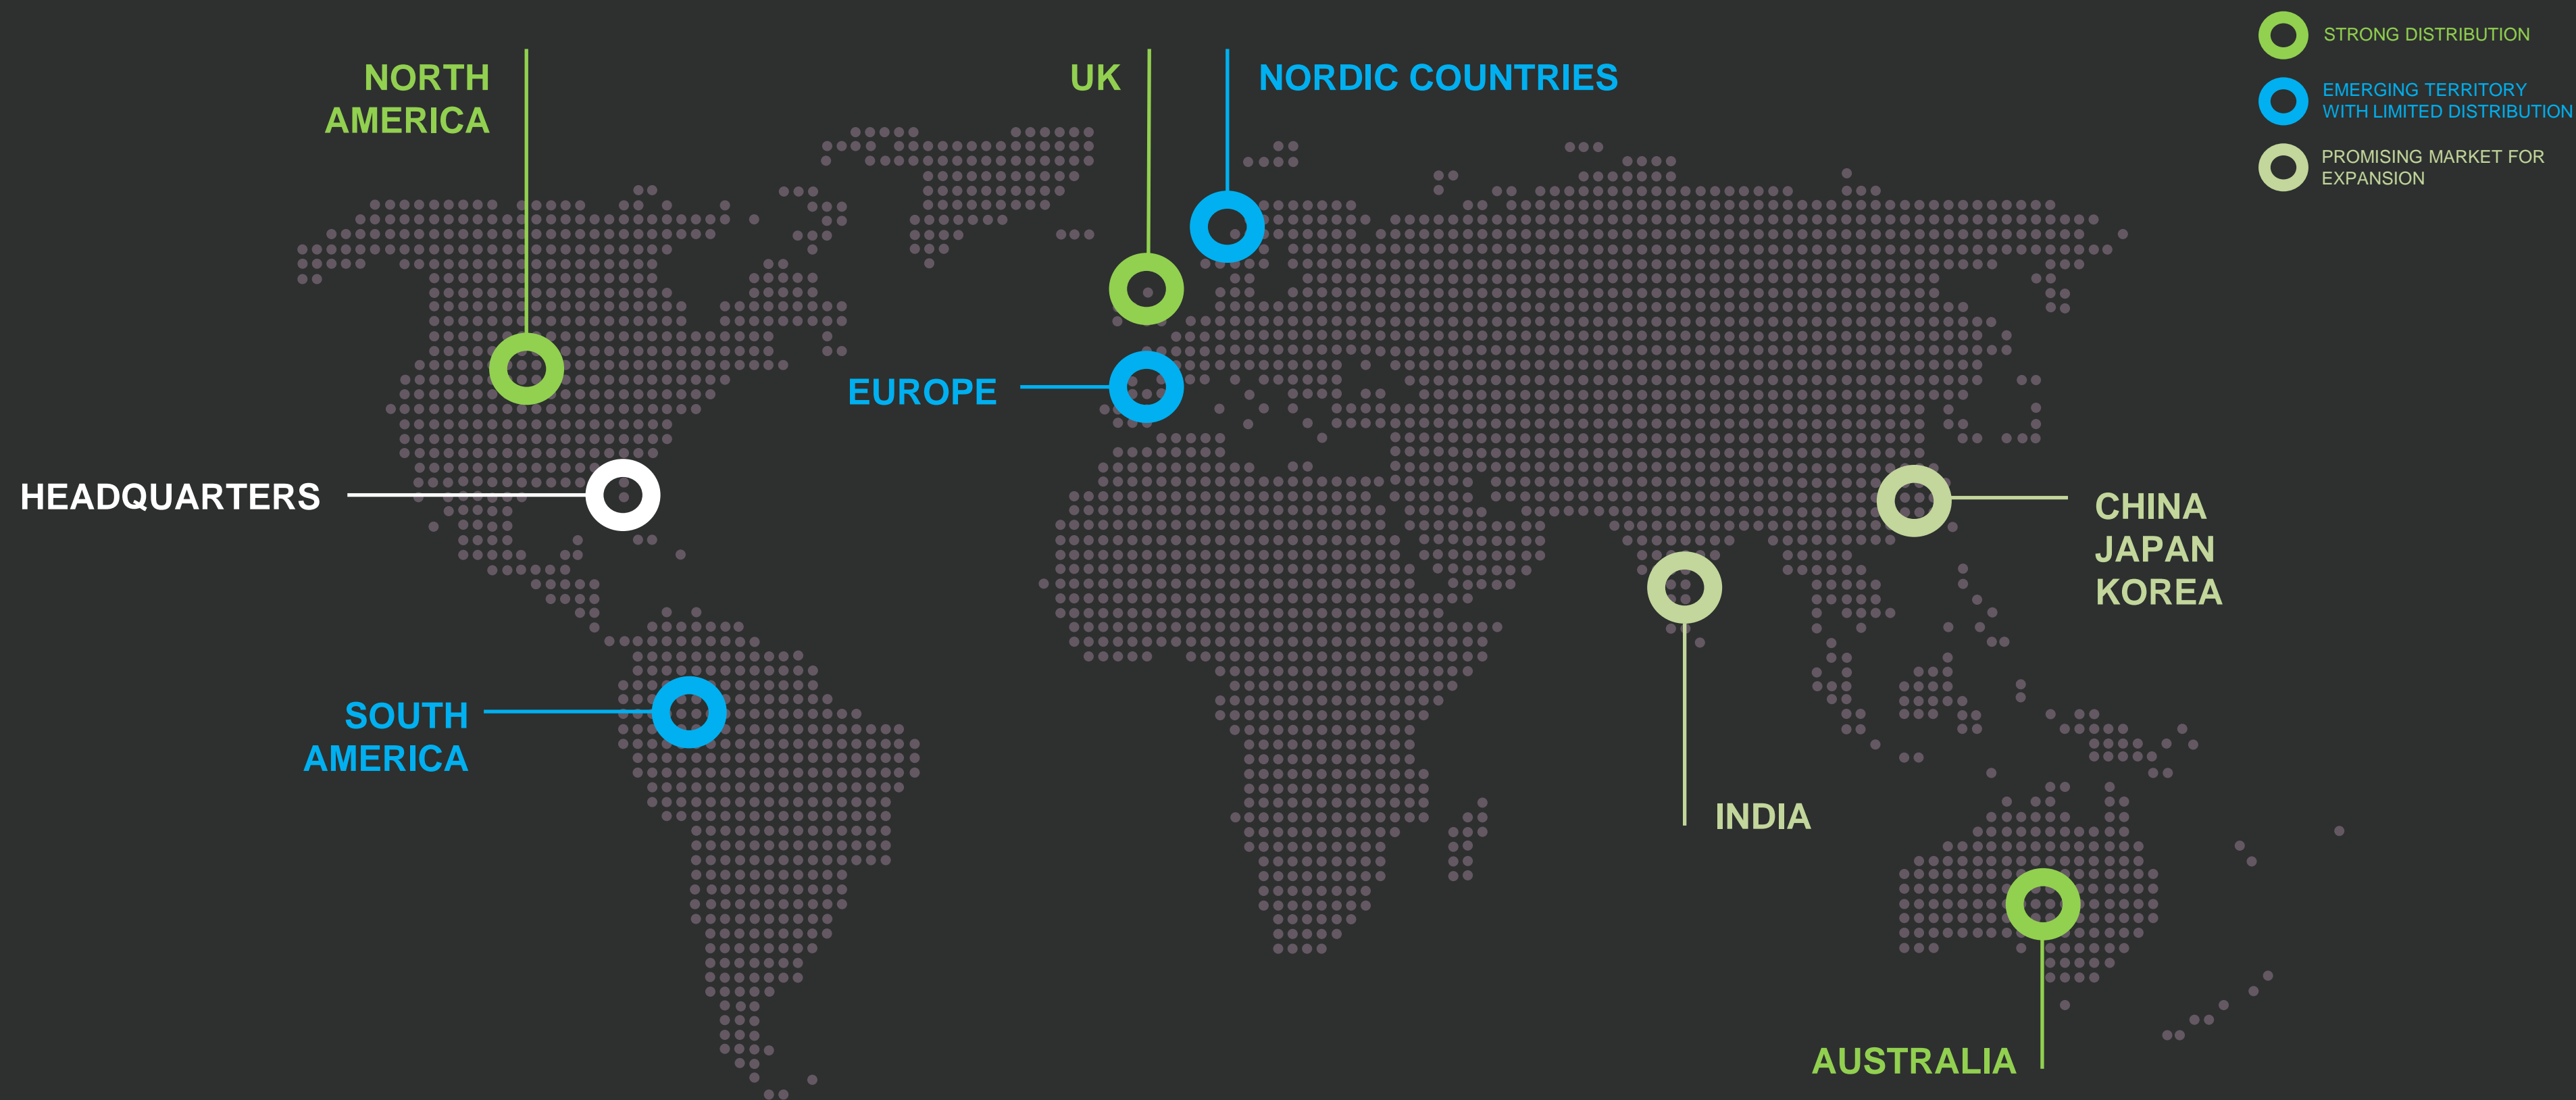 NORTH
AMERICA
UK
NORDIC COUNTRIES
STRONG DISTRIBUTION
EMERGING TERRITORY
WITH LIMITED DISTRIBUTION
PROMISING MARKET FOR
EXPANSION
EUROPE
HEADQUARTERS
CHINA
JAPAN
KOREA
SOUTH
AMERICA
INDIA
AUSTRALIA